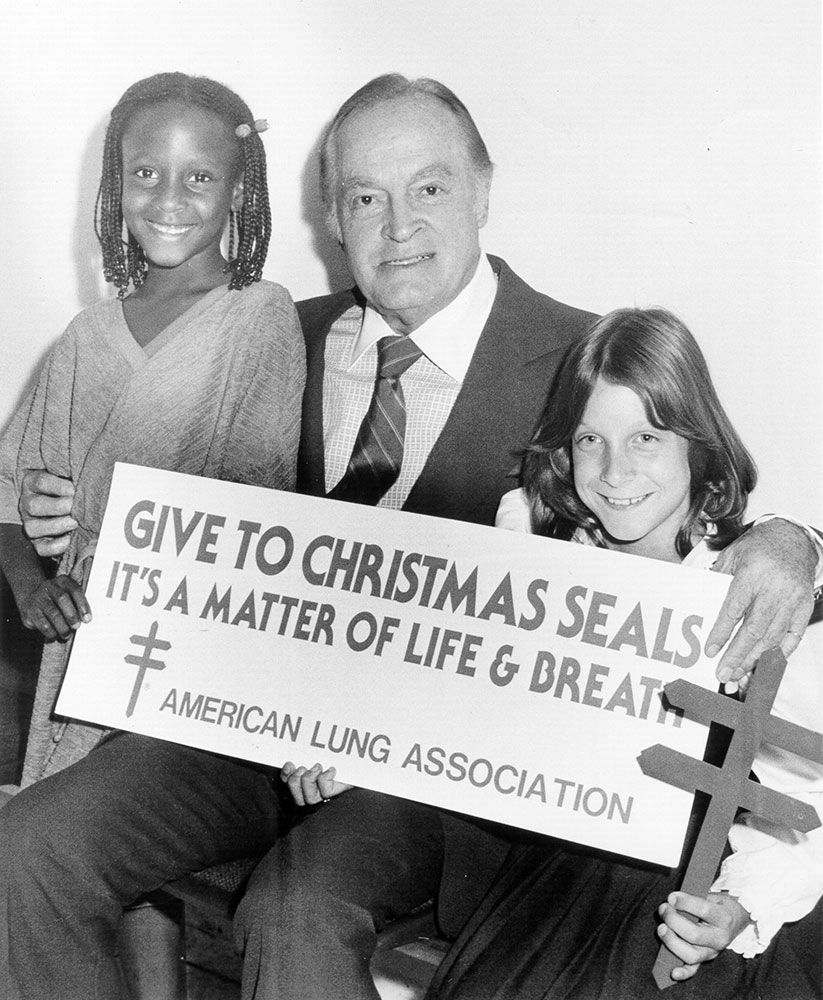 GIVE TO CHRISTMAS SEALS
IT'S A MATTER OF LIFE & BREATH
AMERICAN LUNG ASSOCIATION